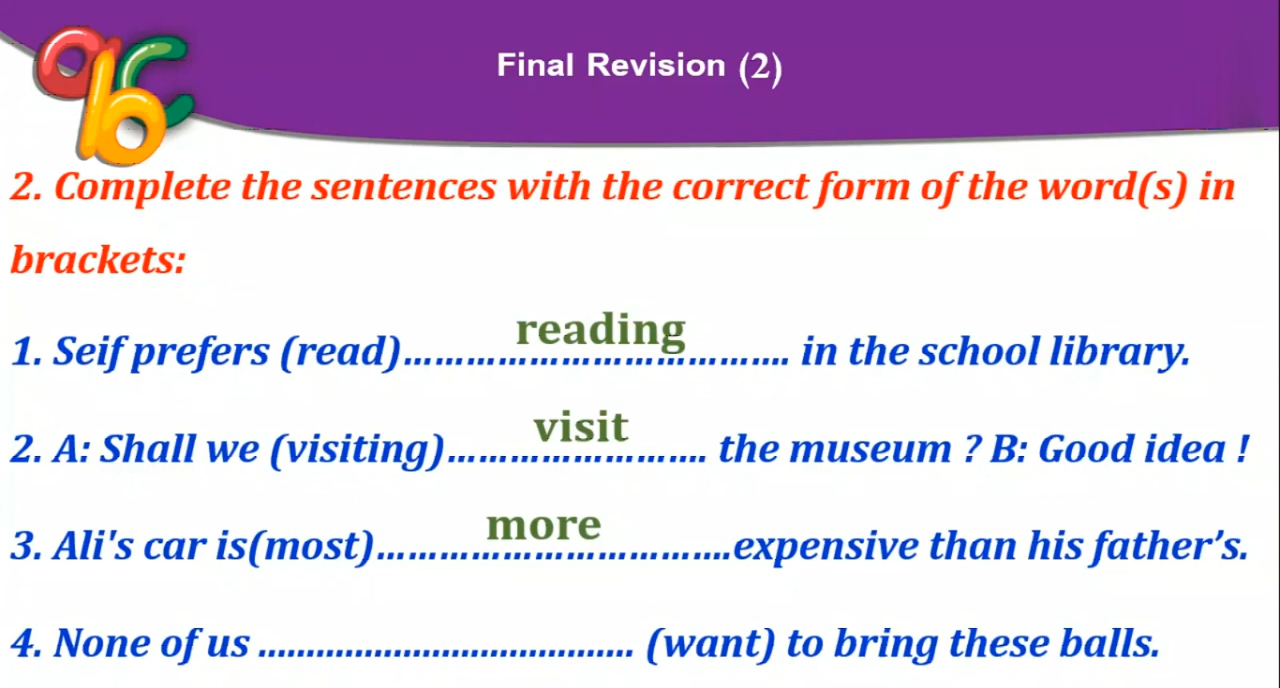 abc
Final Revision (2)
2. Complete the sentences with the correct form of the word(s) in
brackets:
1. Seif prefers (read)....reading.... in the school library.
2. A: Shall we (visiting)....visit.... the museum ? B: Good idea !
3. Ali's car is(most)....more....expensive than his father’s.
4. None of us .................................... (want) to bring these balls.